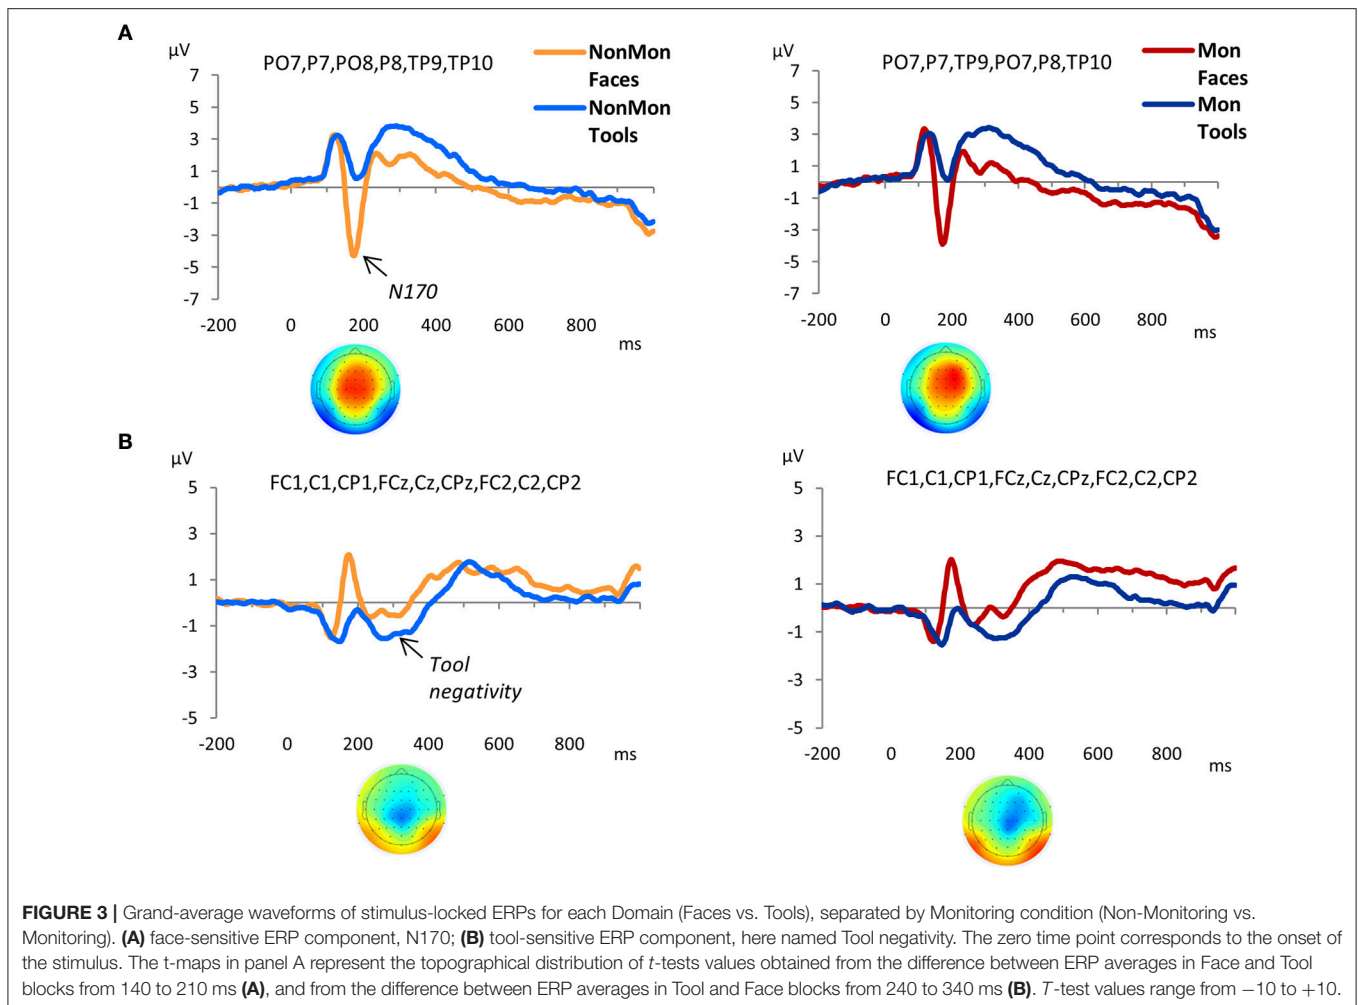 A
μV
PO7,P7,PO8,P8,TP9,TP10
NonMon
Faces
NonMon
Tools
7
5
3
1
-1
-3
-5
-7
N170
-200 0 200 400 600 800
ms
μV
PO7,P7,TP9,PO7,P8,TP10
Mon
Faces
Mon
Tools
7
5
3
1
-1
-3
-5
-7
-200 0 200 400 600 800
ms
B
μV
FC1,C1,CP1,FCz,Cz,CPz,FC2,C2,CP2
5
3
1
-1
-3
-5
Tool
negativity
-200 0 200 400 600 800
ms
μV
FC1,C1,CP1,FCz,Cz,CPz,FC2,C2,CP2
5
3
1
-1
-3
-5
-200 0 200 400 600 800
ms
FIGURE 3 | Grand-average waveforms of stimulus-locked ERPs for each Domain (Faces vs. Tools), separated by Monitoring condition (Non-Monitoring vs.
Monitoring). (A) face-sensitive ERP component, N170; (B) tool-sensitive ERP component, here named Tool negativity. The zero time point corresponds to the onset of
the stimulus. The t-maps in panel A represent the topographical distribution of t-tests values obtained from the difference between ERP averages in Face and Tool
blocks from 140 to 210 ms (A), and from the difference between ERP averages in Tool and Face blocks from 240 to 340 ms (B). T-test values range from −10 to +10.